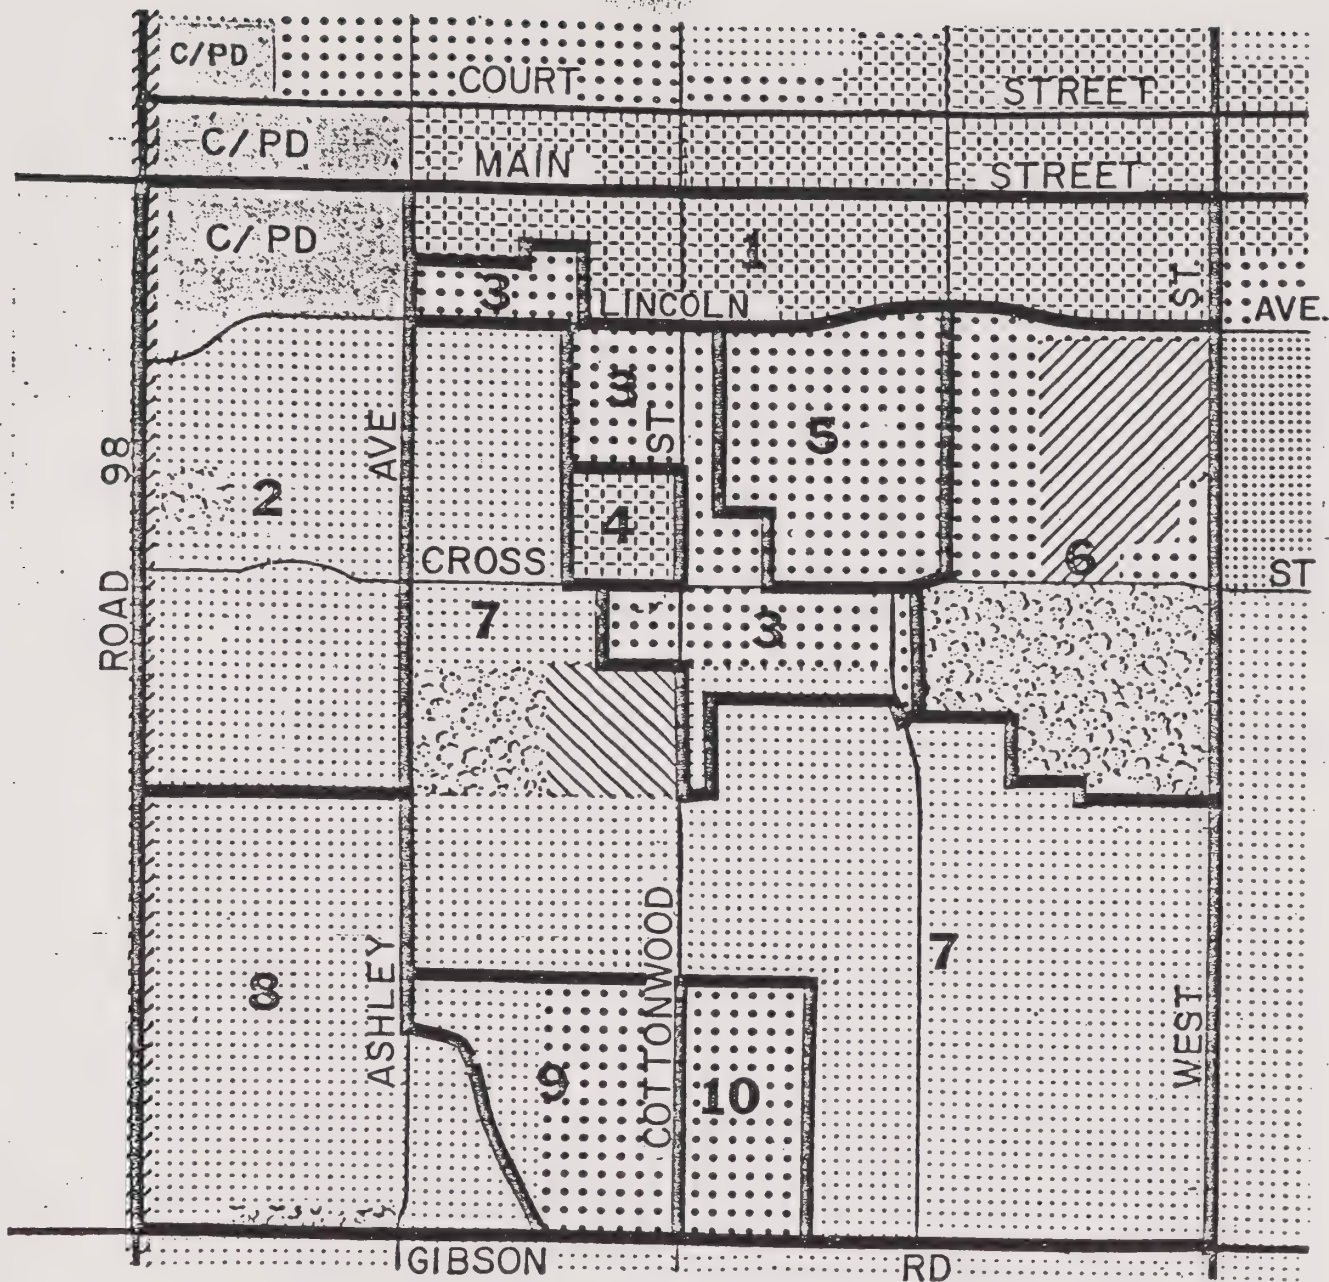 C/PD
COURT STREET
C/PD
MAIN STREET
C/PD
1
3
LINCOLN AVE.
ST.
3
5
AVE
ST
ROAD 98
2
4
CROSS ST
6
7
3
7
8
ASHLEY
COTTONWOOD
WEST
9
10
GIBSON RD